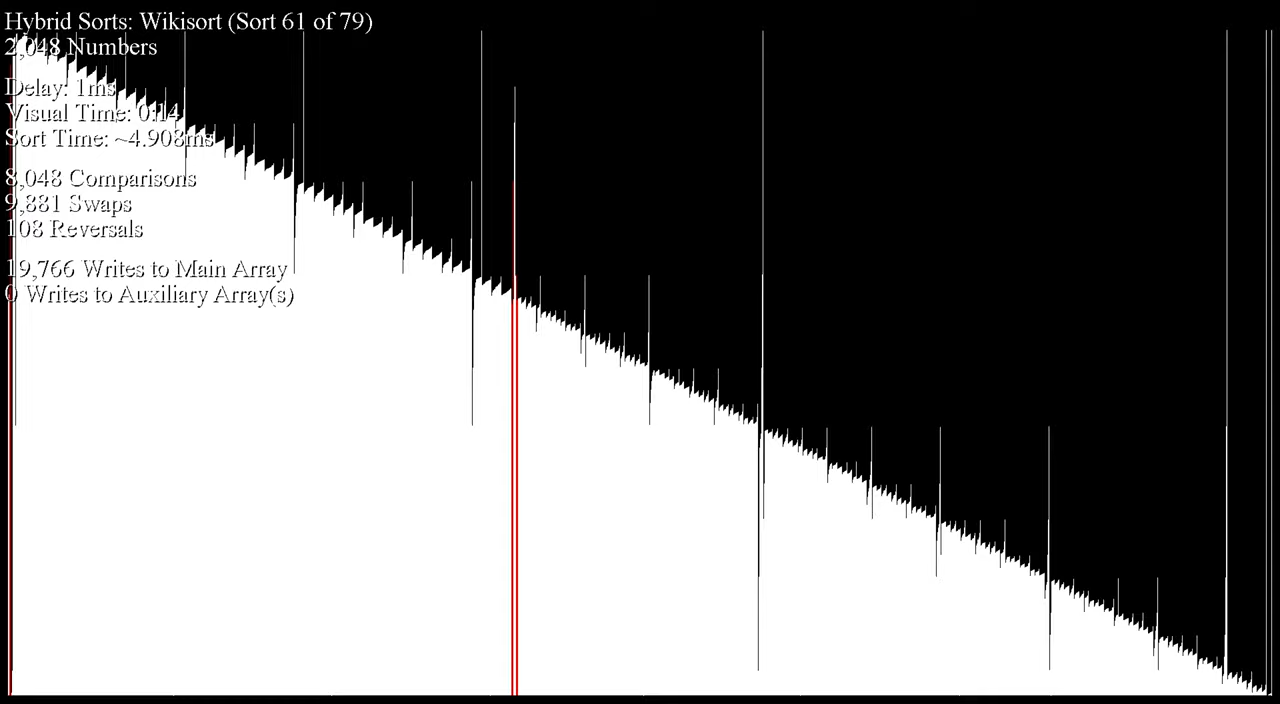 Hybrid Sorts: Wikisort (Sort 61 of 79)
2,048 Numbers
Delay: 1ms
Visual Time: 0:14
Sort Time: ~4.908ms
8,048 Comparisons
9,881 Swaps
108 Reversals
19,766 Writes to Main Array
0 Writes to Auxiliary Array(s)